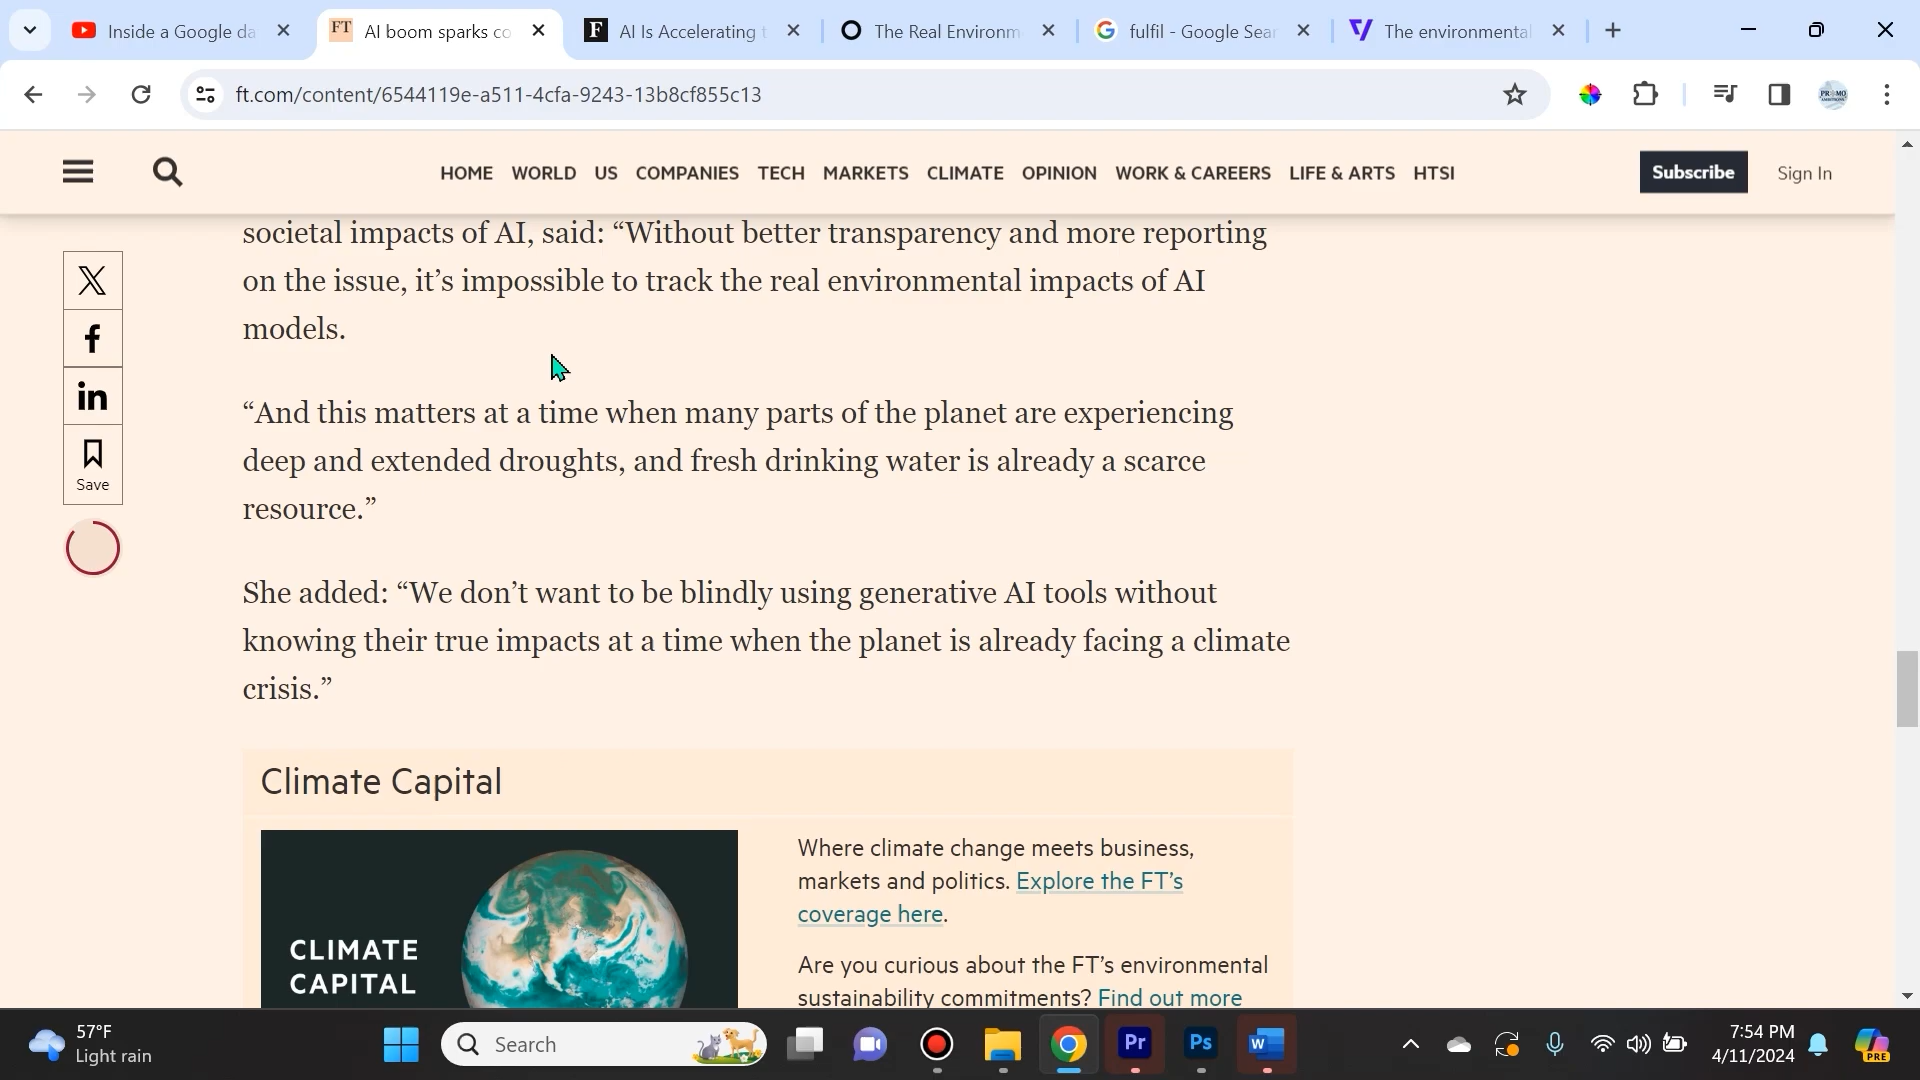 Inside a Google da
FT
AI boom sparks co
F
AI Is Accelerating t
The Real Environm
fulfil - Google Sear
The environmental
ft.com/content/6544119e-a511-4cfa-9243-13b8cf855c13
HOME WORLD US COMPANIES TECH MARKETS CLIMATE OPINION WORK & CAREERS LIFE & ARTS HTSI
Subscribe
Sign In
societal impacts of AI, said: “Without better transparency and more reporting
on the issue, it’s impossible to track the real environmental impacts of AI
models.
“And this matters at a time when many parts of the planet are experiencing
deep and extended droughts, and fresh drinking water is already a scarce
resource.”
Save
She added: “We don’t want to be blindly using generative AI tools without
knowing their true impacts at a time when the planet is already facing a climate
crisis.”
Climate Capital
CLIMATE
CAPITAL
Where climate change meets business,
markets and politics. Explore the FT’s
coverage here.
Are you curious about the FT’s environmental
sustainability commitments? Find out more
57°F
Light rain
Search
Pr
Ps
W
7:54 PM
4/11/2024
PRE